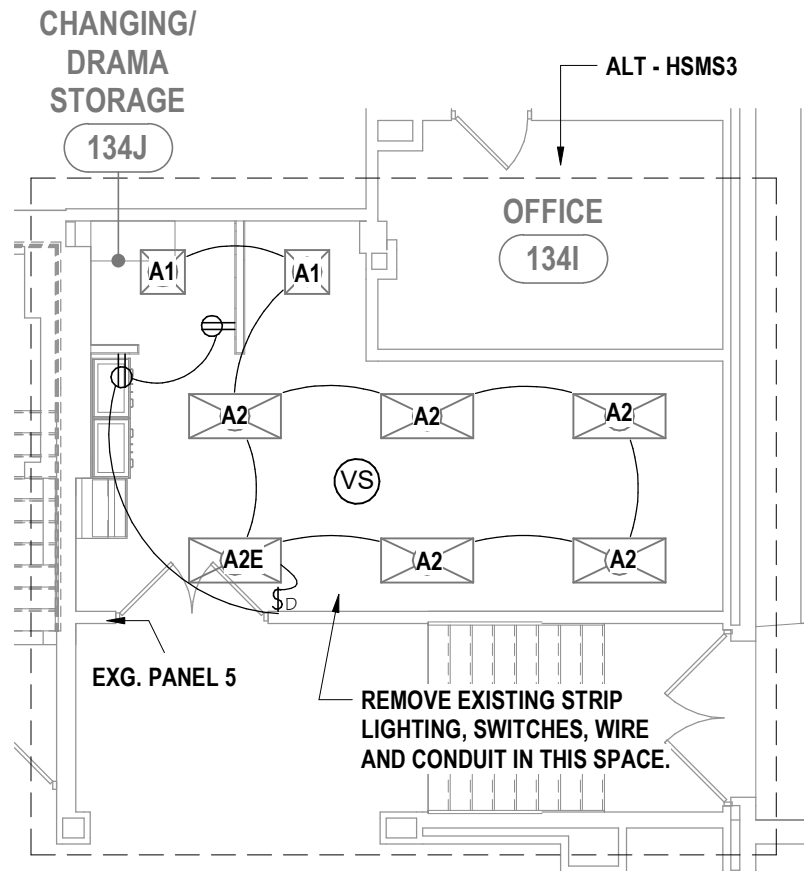 CHANGING/
DRAMA
STORAGE
134J
ALT - HSMS3
OFFICE
134I
A1
A1
A2
A2
A2
VS
A2E
A2
A2
$D
EXG. PANEL 5
REMOVE EXISTING STRIP
LIGHTING, SWITCHES, WIRE
AND CONDUIT IN THIS SPACE.